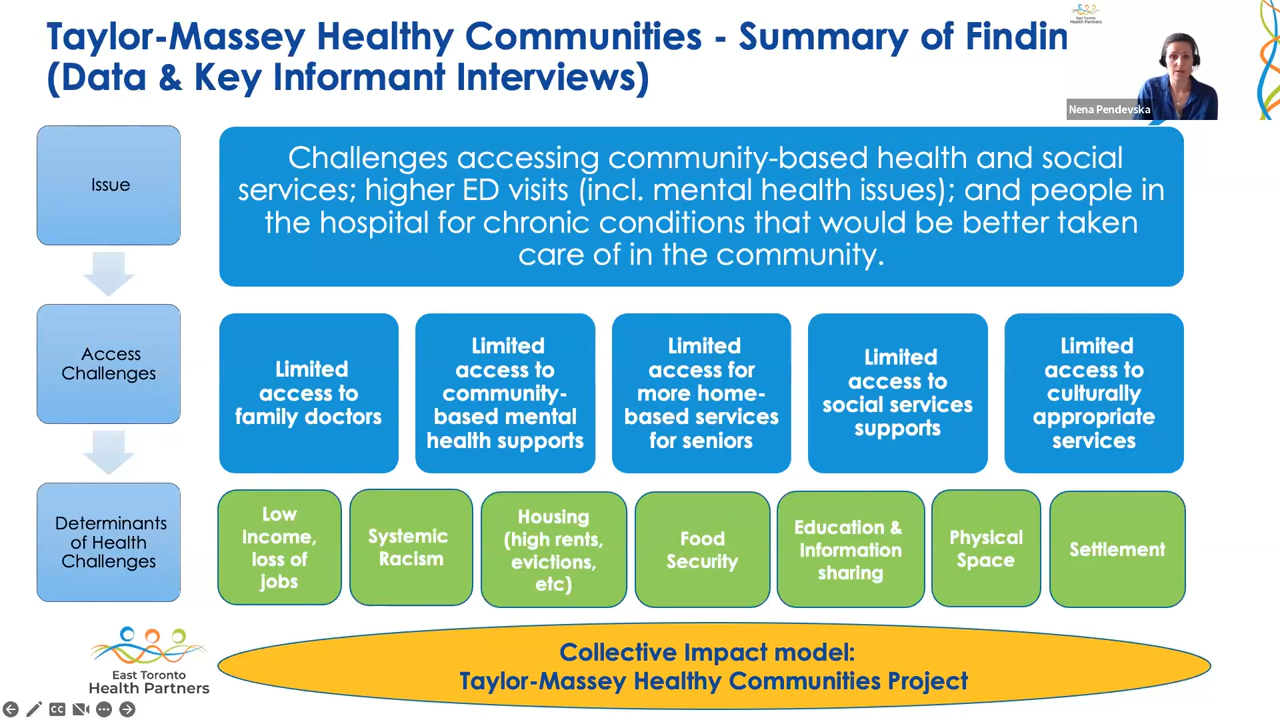 Taylor-Massey Healthy Communities - Summary of Findin
(Data & Key Informant Interviews)
East Toronto
Health Partners
Nena Pendevska
Issue
Challenges accessing community-based health and social
services; higher ED visits (incl. mental health issues); and people in
the hospital for chronic conditions that would be better taken
care of in the community.
Access
Challenges
Limited
access to
family doctors
Limited
access to
community-
based mental
health supports
Limited
access for
more home-
based services
for seniors
Limited
access to
social services
supports
Limited
access to
culturally
appropriate
services
Determinants
of Health
Challenges
Low
Income,
loss of
jobs
Systemic
Racism
Housing
(high rents,
evictions,
etc)
Food
Security
Education &
Information
sharing
Physical
Space
Settlement
East Toronto
Health Partners
Collective Impact model:
Taylor-Massey Healthy Communities Project
CC